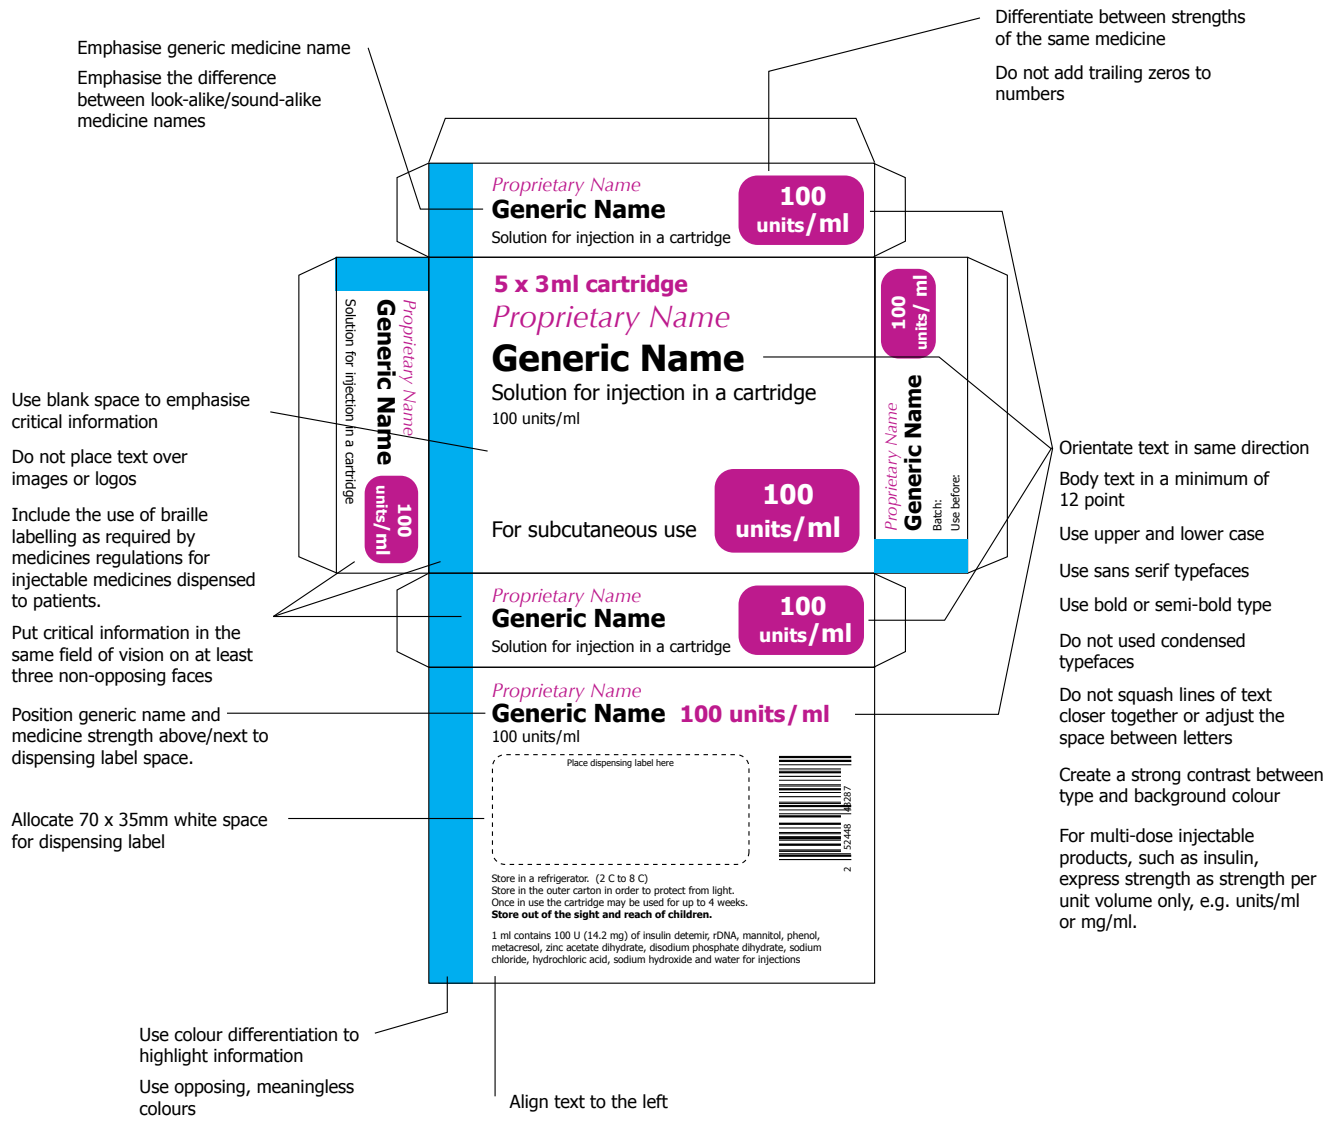 Emphasise generic medicine name
Emphasise the difference
between look-alike/sound-alike
medicine names
Differentiate between strengths
of the same medicine
Do not add trailing zeros to
numbers
Proprietary Name
Generic Name
Solution for injection in a cartridge
100
units/ml
Proprietary Name
Generic Name
Solution for injection in a cartridge
100
units/ml
5 x 3ml cartridge
Proprietary Name
Generic Name
Solution for injection in a cartridge
100 units/ml
For subcutaneous use
100
units/ml
100
units/ ml
Proprietary Name
Generic Name
Batch:
Use before:
Proprietary Name
Generic Name
Solution for injection in a cartridge
100
units/ml
Proprietary Name
Generic Name 100 units/ ml
100 units/ml
Place dispensing label here
2 52448 48287
Store in a refrigerator. (2 C to 8 C)
Store in the outer carton in order to protect from light.
Once in use the cartridge may be used for up to 4 weeks.
Store out of the sight and reach of children.
1 ml contains 100 U (14.2 mg) of insulin detemir, rDNA, mannitol, phenol,
metacresol, zinc acetate dihydrate, disodium phosphate dihydrate, sodium
chloride, hydrochloric acid, sodium hydroxide and water for injections
Use blank space to emphasise
critical information
Do not place text over
images or logos
Include the use of braille
labelling as required by
medicines regulations for
injectable medicines dispensed
to patients.
Put critical information in the
same field of vision on at least
three non-opposing faces
Position generic name and
medicine strength above/next to
dispensing label space.
Allocate 70 x 35mm white space
for dispensing label
Orientate text in same direction
Body text in a minimum of
12 point
Use upper and lower case
Use sans serif typefaces
Use bold or semi-bold type
Do not used condensed
typefaces
Do not squash lines of text
closer together or adjust the
space between letters
Create a strong contrast between
type and background colour
For multi-dose injectable
products, such as insulin,
express strength as strength per
unit volume only, e.g. units/ml
or mg/ml.
Use colour differentiation to
highlight information
Use opposing, meaningless
colours
Align text to the left